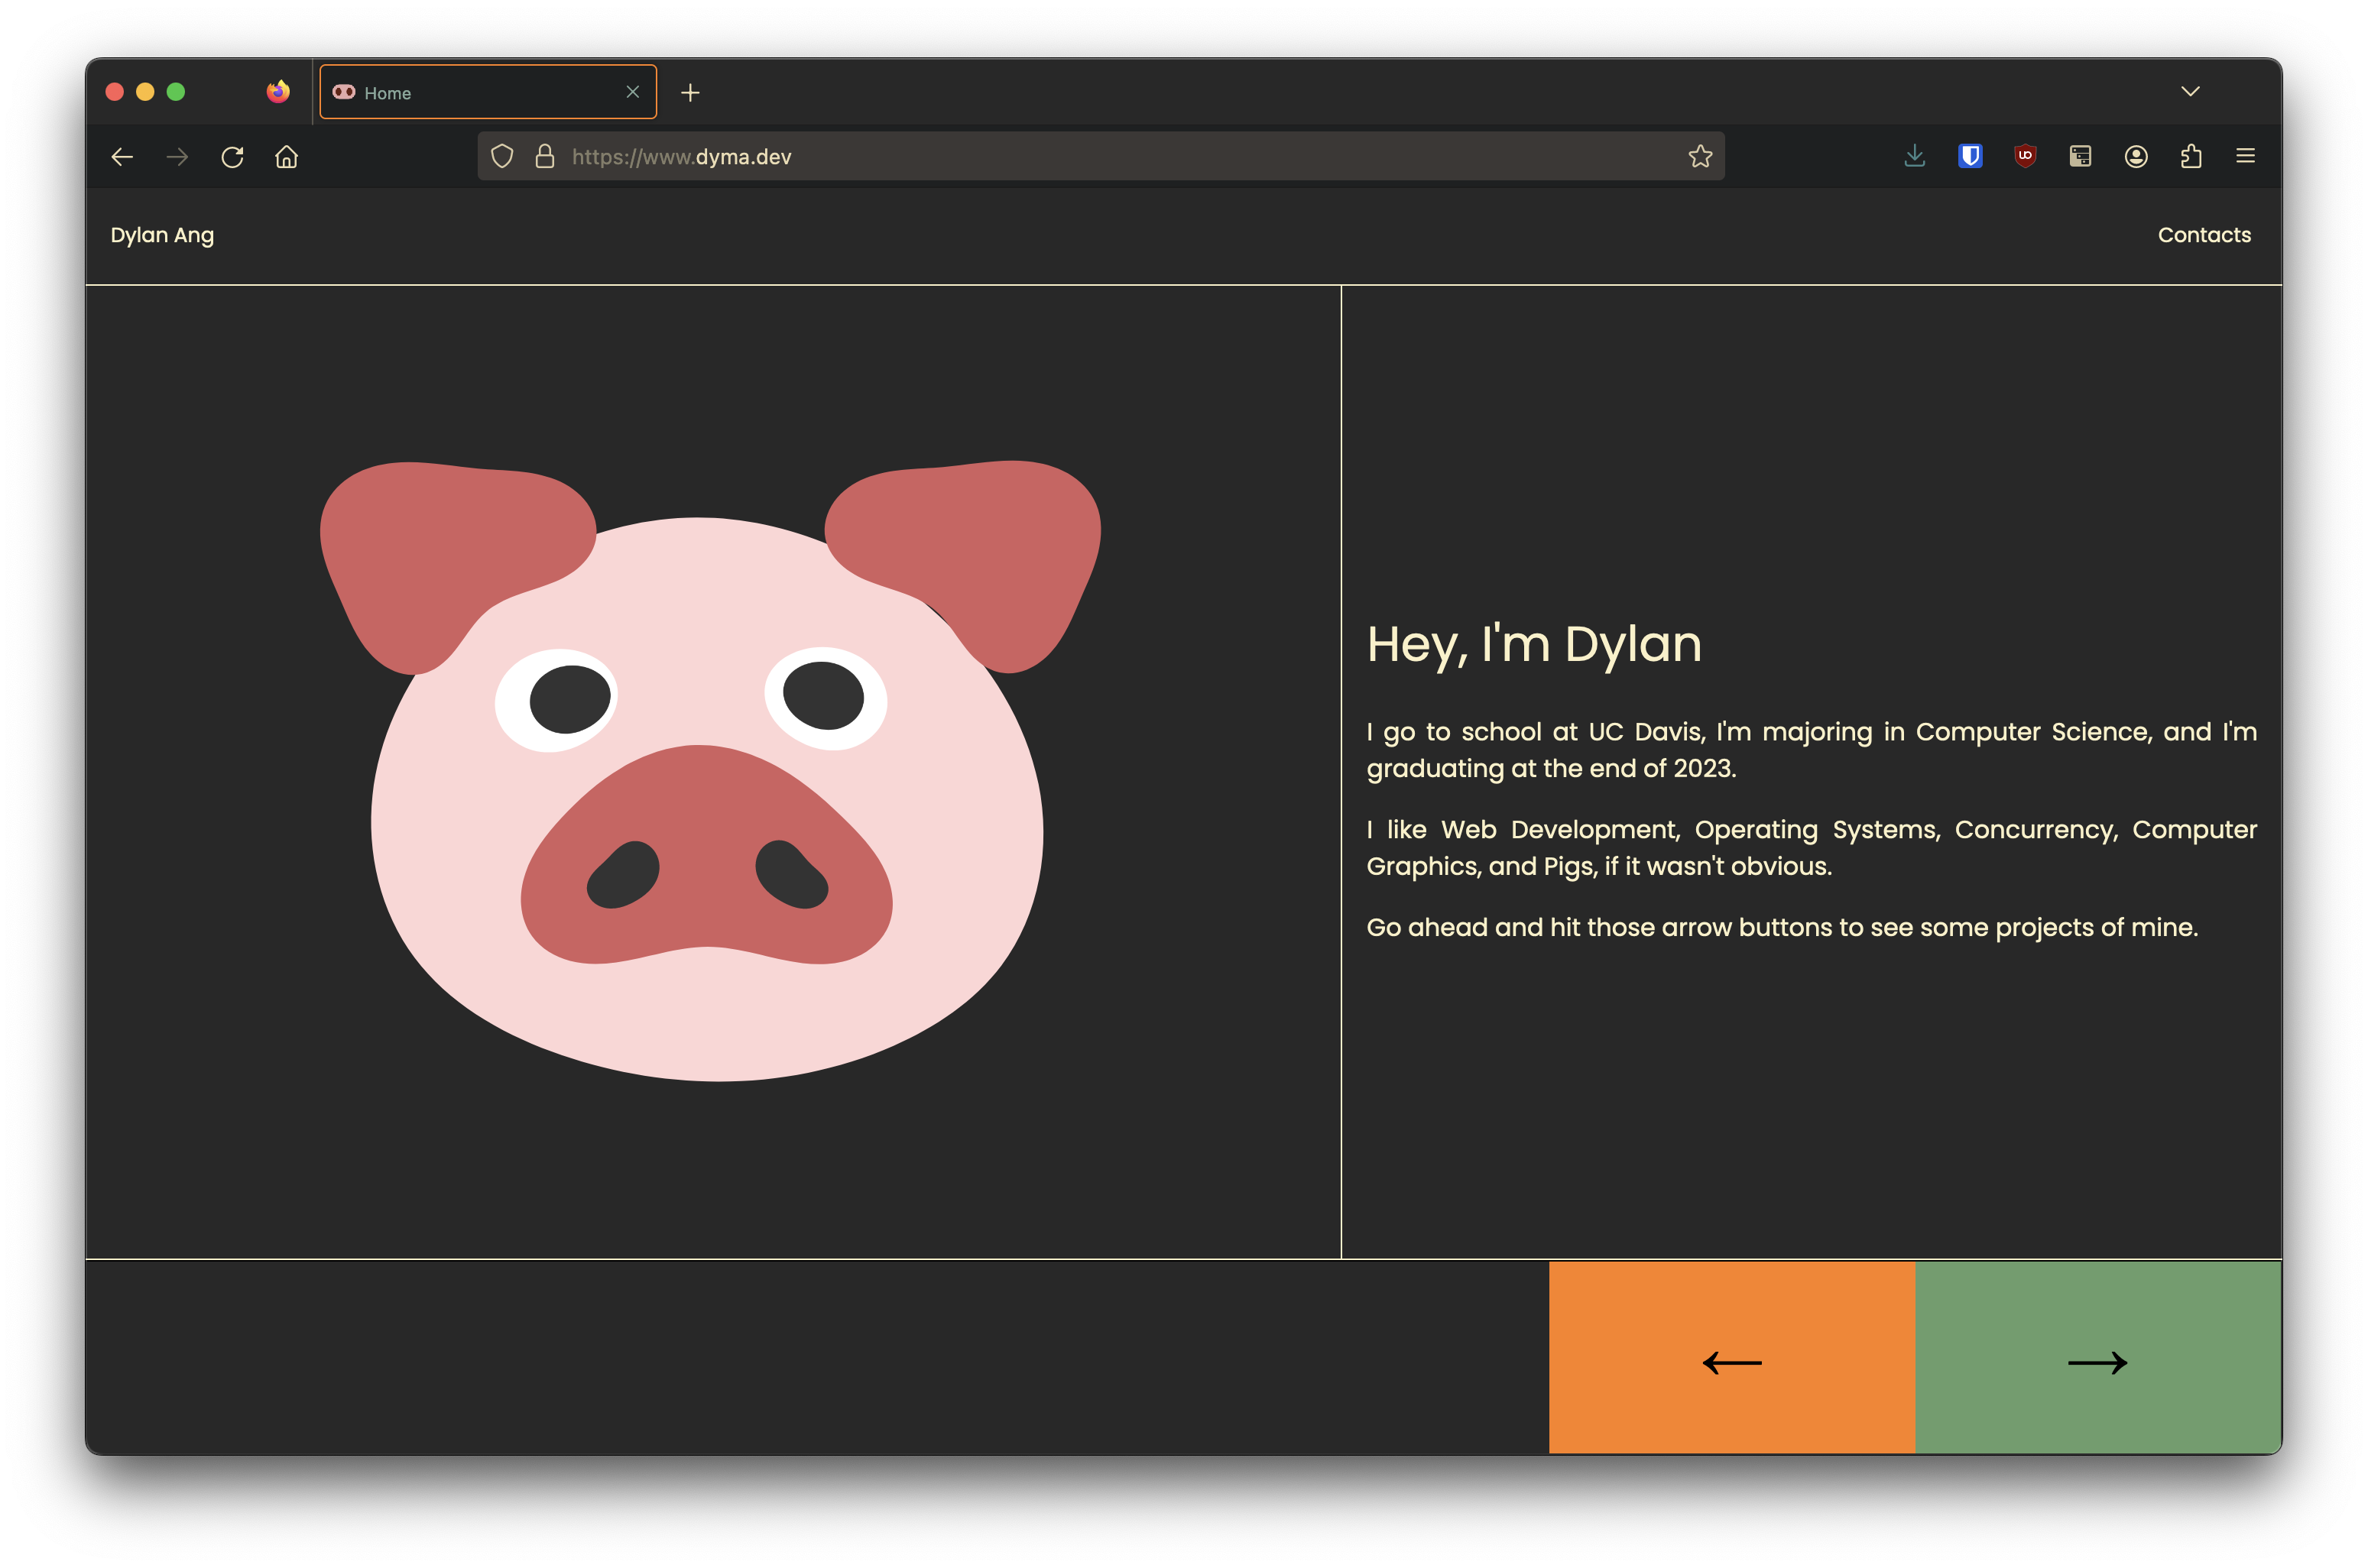 Home
https://www.dyma.dev
Dylan Ang
Contacts
Hey, I'm Dylan
I go to school at UC Davis, I'm majoring in Computer Science, and I'm
graduating at the end of 2023.
I like Web Development, Operating Systems, Concurrency, Computer
Graphics, and Pigs, if it wasn't obvious.
Go ahead and hit those arrow buttons to see some projects of mine.